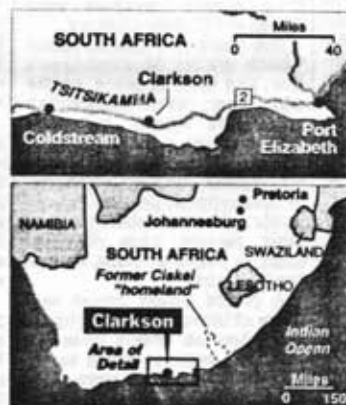 SOUTH AFRICA
Miles
0 40
Clarkson
TSITSIKAMMA
2
Coldstream
Port
Elizabeth
Pretoria
NAMIBIA
Johannesburg
SWAZILAND
SOUTH AFRICA
Former Ciskei
"homeland"
LESOTHO
Clarkson
Indian
Ocean
Area of
Detail
Miles
0 150